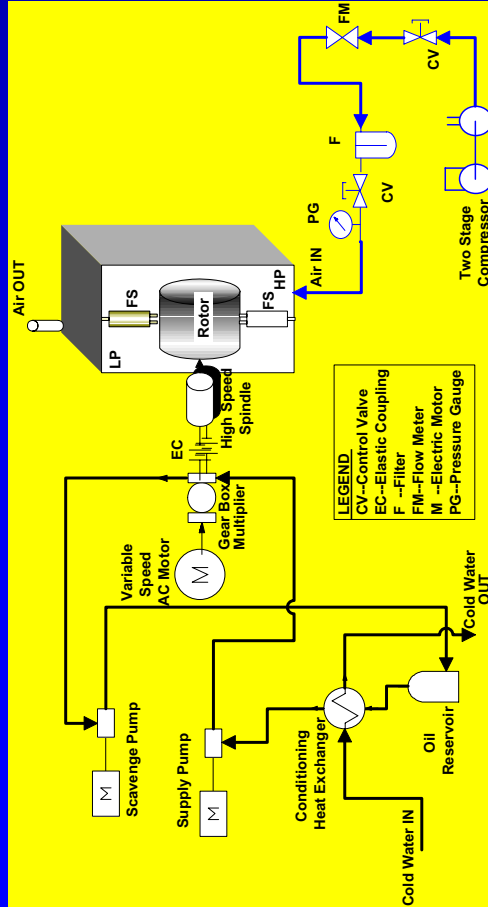 Air OUT
LP
FS
Rotor
FS
HP
Air IN
PG
CV
F
FM
CV
Two Stage
Compressor
EC
High Speed
Spindle
Gear Box
Multiplier
Variable
Speed
AC Motor
M
M
Scavenge Pump
M
Supply Pump
Conditioning
Heat Exchanger
Oil
Reservoir
Cold Water IN
Cold Water
OUT
LEGEND
CV--Control Valve
EC--Elastic Coupling
F --Filter
FM--Flow Meter
M --Electric Motor
PG--Pressure Gauge